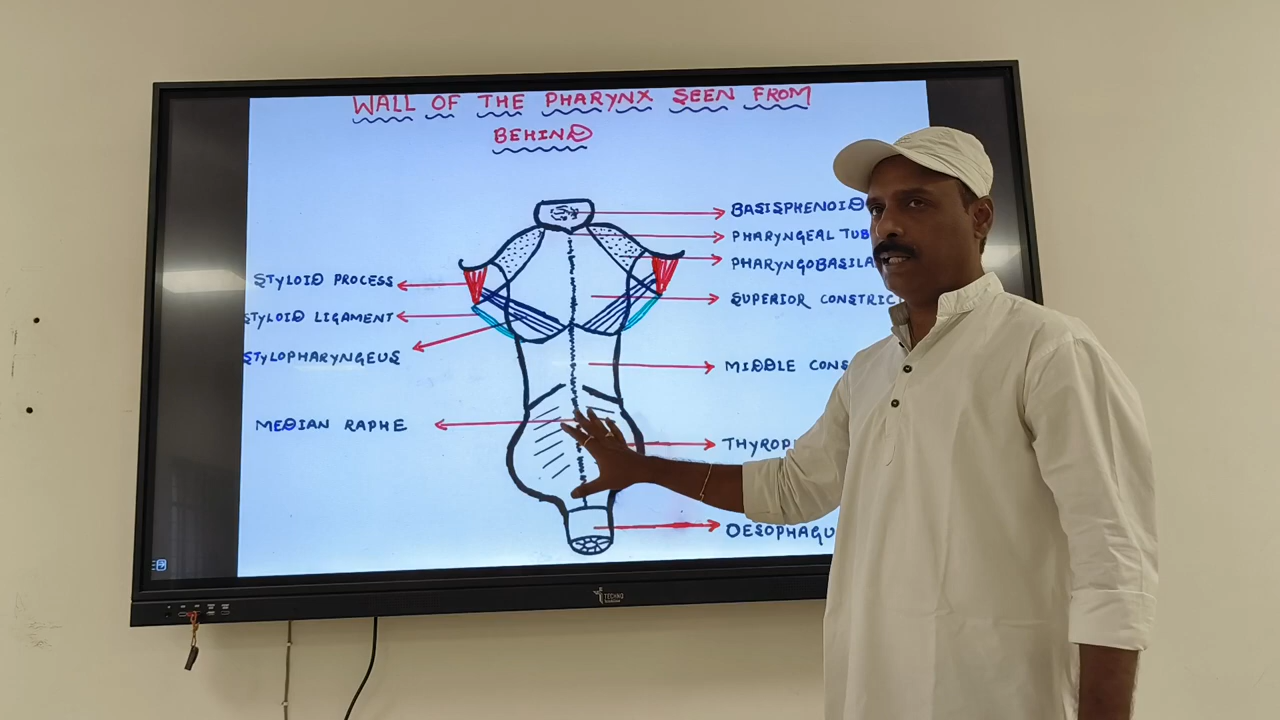 WALL OF THE PHARYNX SEEN FROM
BEHIND
BASISPHENOID
PHARYNGEAL TUB
PHARYNGOBASILA
SUPERIOR CONSTRIC
MIDDLE CONS
THYROP
OESOPHAGU
STYLOID PROCESS
STYLOID LIGAMENT
STYLOPHARYNGEUS
MEDIAN RAPHE
TECHNO